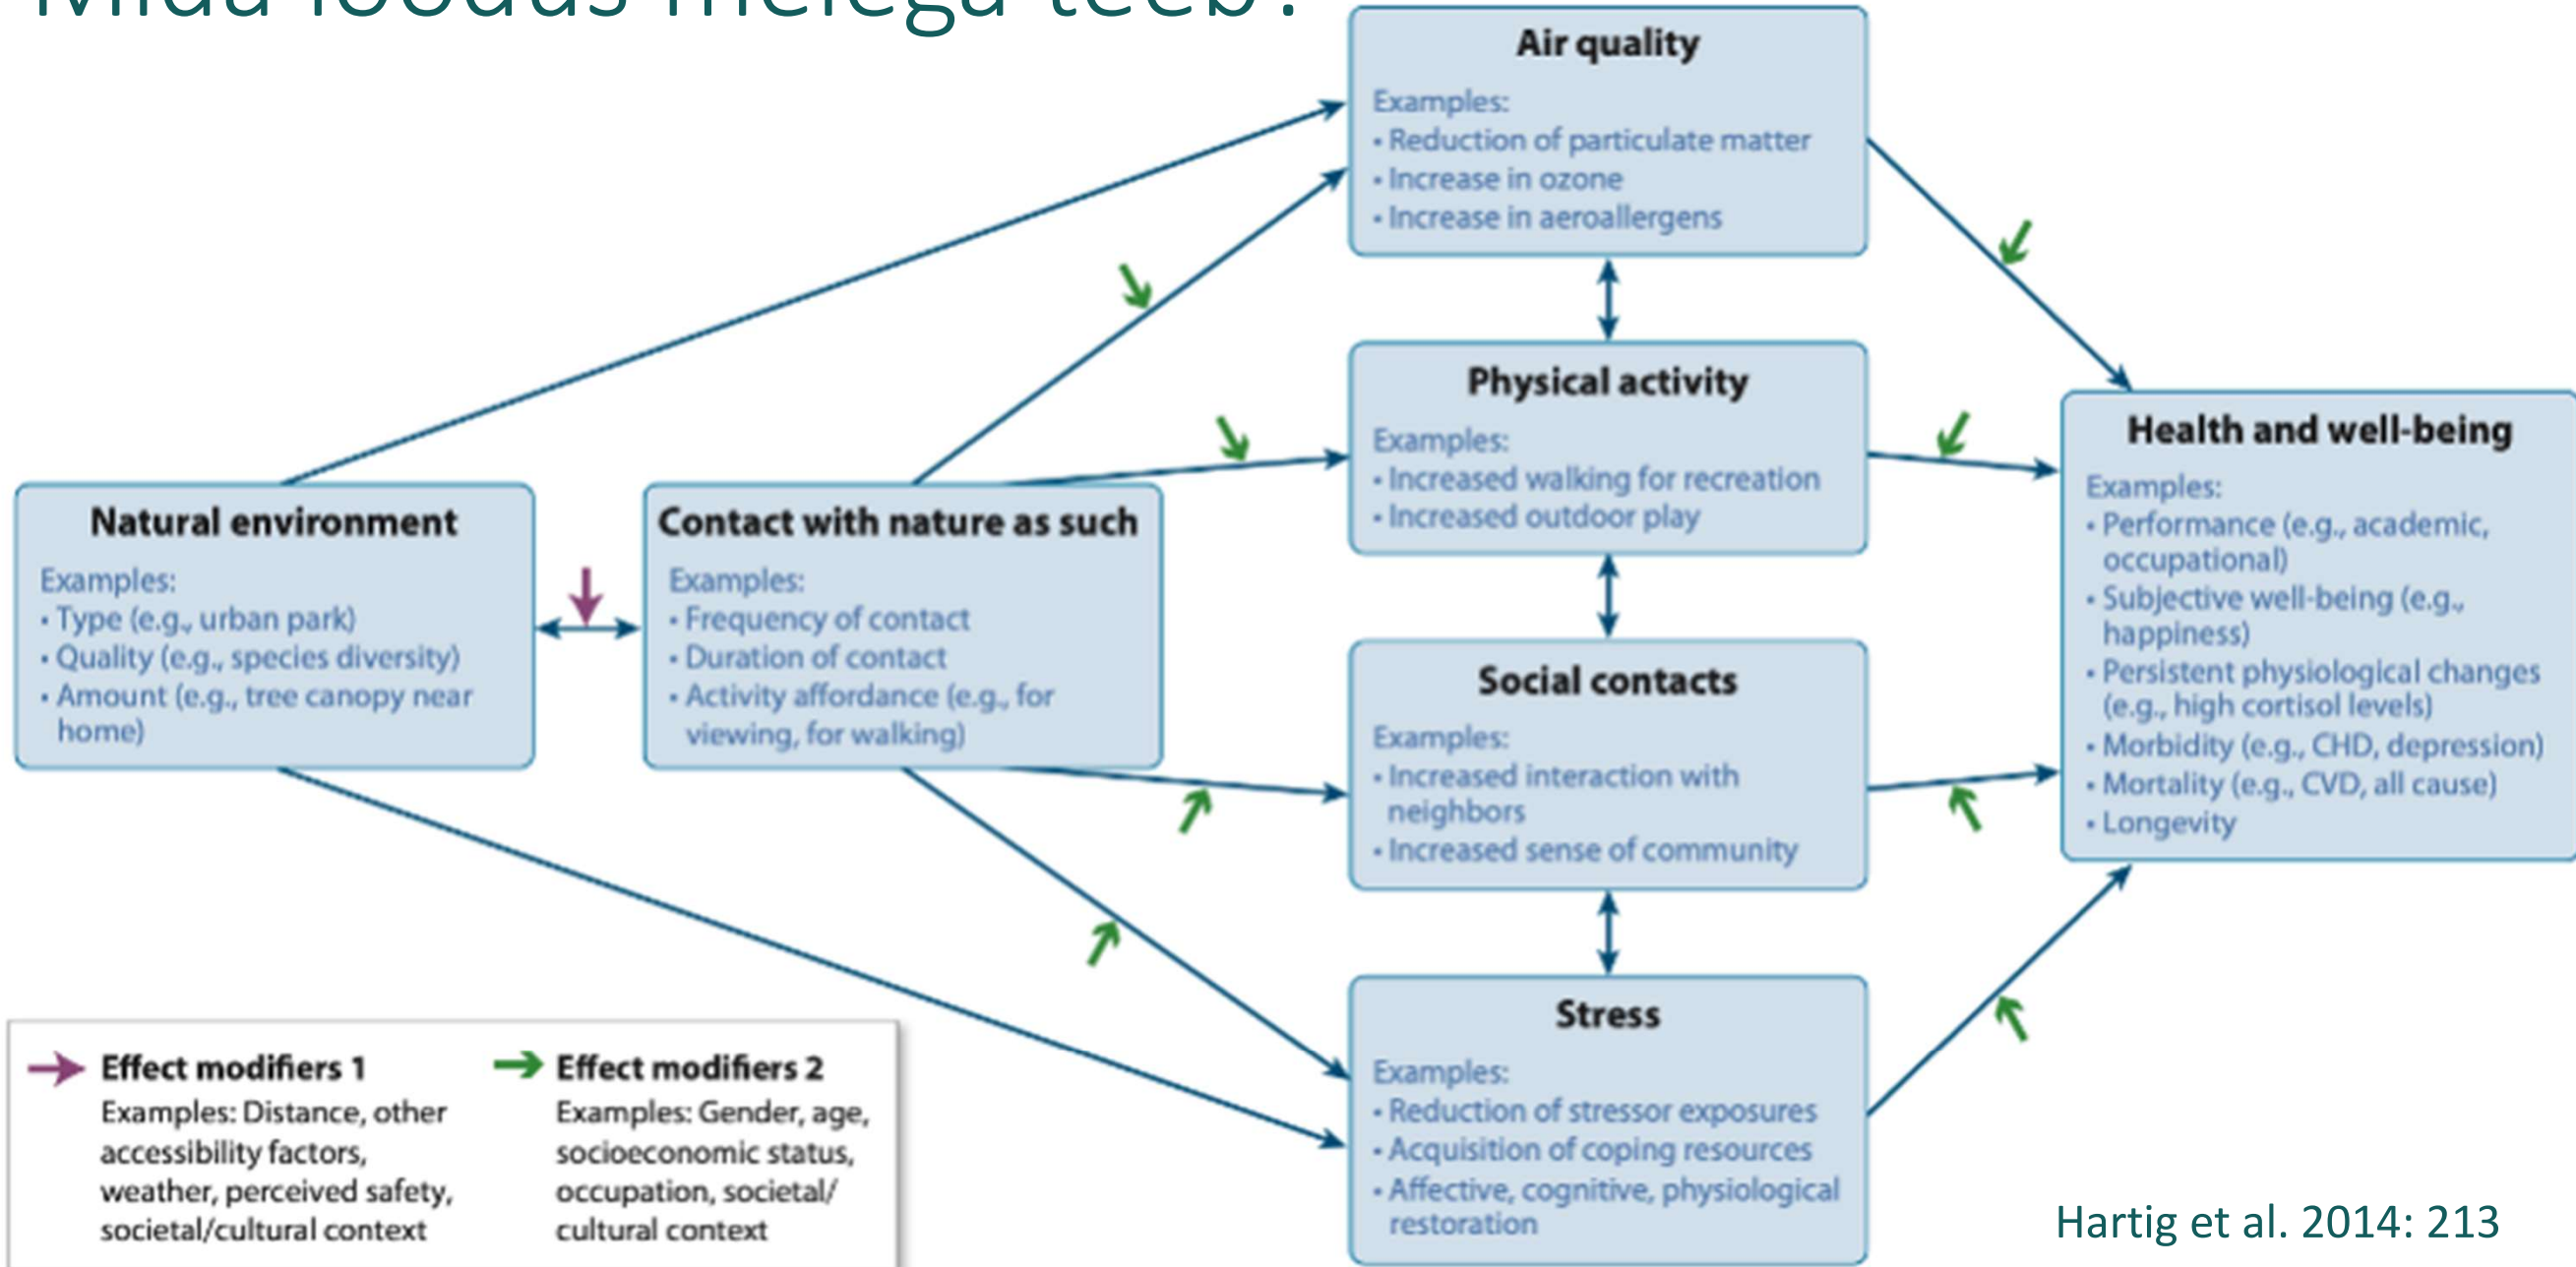 Mida loodus meiega teeb?
Air quality
Examples:
• Reduction of particulate matter
• Increase in ozone
• Increase in aeroallergens
Physical activity
Examples:
• Increased walking for recreation
• Increased outdoor play
Health and well-being
Examples:
• Performance (e.g., academic,
occupational)
• Subjective well-being (e.g.,
happiness)
• Persistent physiological changes
(e.g., high cortisol levels)
• Morbidity (e.g., CHD, depression)
• Mortality (e.g., CVD, all cause)
• Longevity
Natural environment
Examples:
• Type (e.g., urban park)
• Quality (e.g., species diversity)
• Amount (e.g., tree canopy near
home)
Contact with nature as such
Examples:
• Frequency of contact
• Duration of contact
• Activity affordance (e.g., for
viewing, for walking)
Social contacts
Examples:
• Increased interaction with
neighbors
• Increased sense of community
Stress
Examples:
• Reduction of stressor exposures
• Acquisition of coping resources
• Affective, cognitive, physiological
restoration
Effect modifiers 1
Examples: Distance, other
accessibility factors,
weather, perceived safety,
societal/cultural context
Effect modifiers 2
Examples: Gender, age,
socioeconomic status,
occupation, societal/
cultural context
Hartig et al. 2014: 213